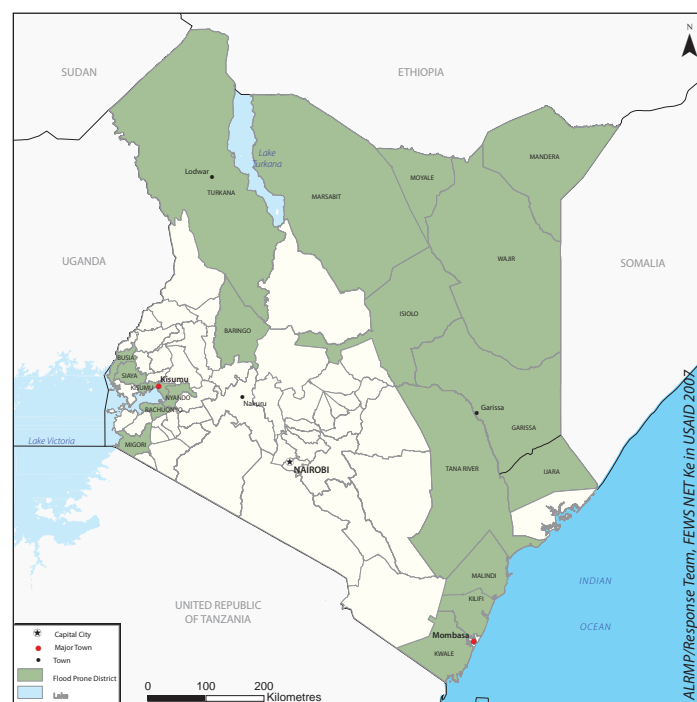 N
SUDAN
ETHIOPIA
MANDERA
Lake
Turkana
Lodwar
MOYALE
TURKANA
MARSABIT
UGANDA
WAJIR
SOMALIA
ISIOLO
BARINGO
BUSIA
SIAYA
Kisumu
KISUMU
NYANDO
RACHUONYO
Nakuru
Garissa
GARISSA
Lake Victoria
MIGORI
NAIROBI
TANA RIVER
IJARA
MALINDI
INDIAN
KILIFI
UNITED REPUBLIC
OF TANZANIA
OCEAN
Mombasa
KWALE
Capital City
Major Town
Town
Flood Prone District
Lake
0 100 200
Kilometres
ALRMP/Response Team, FEWS NET Ke in USAID 2007